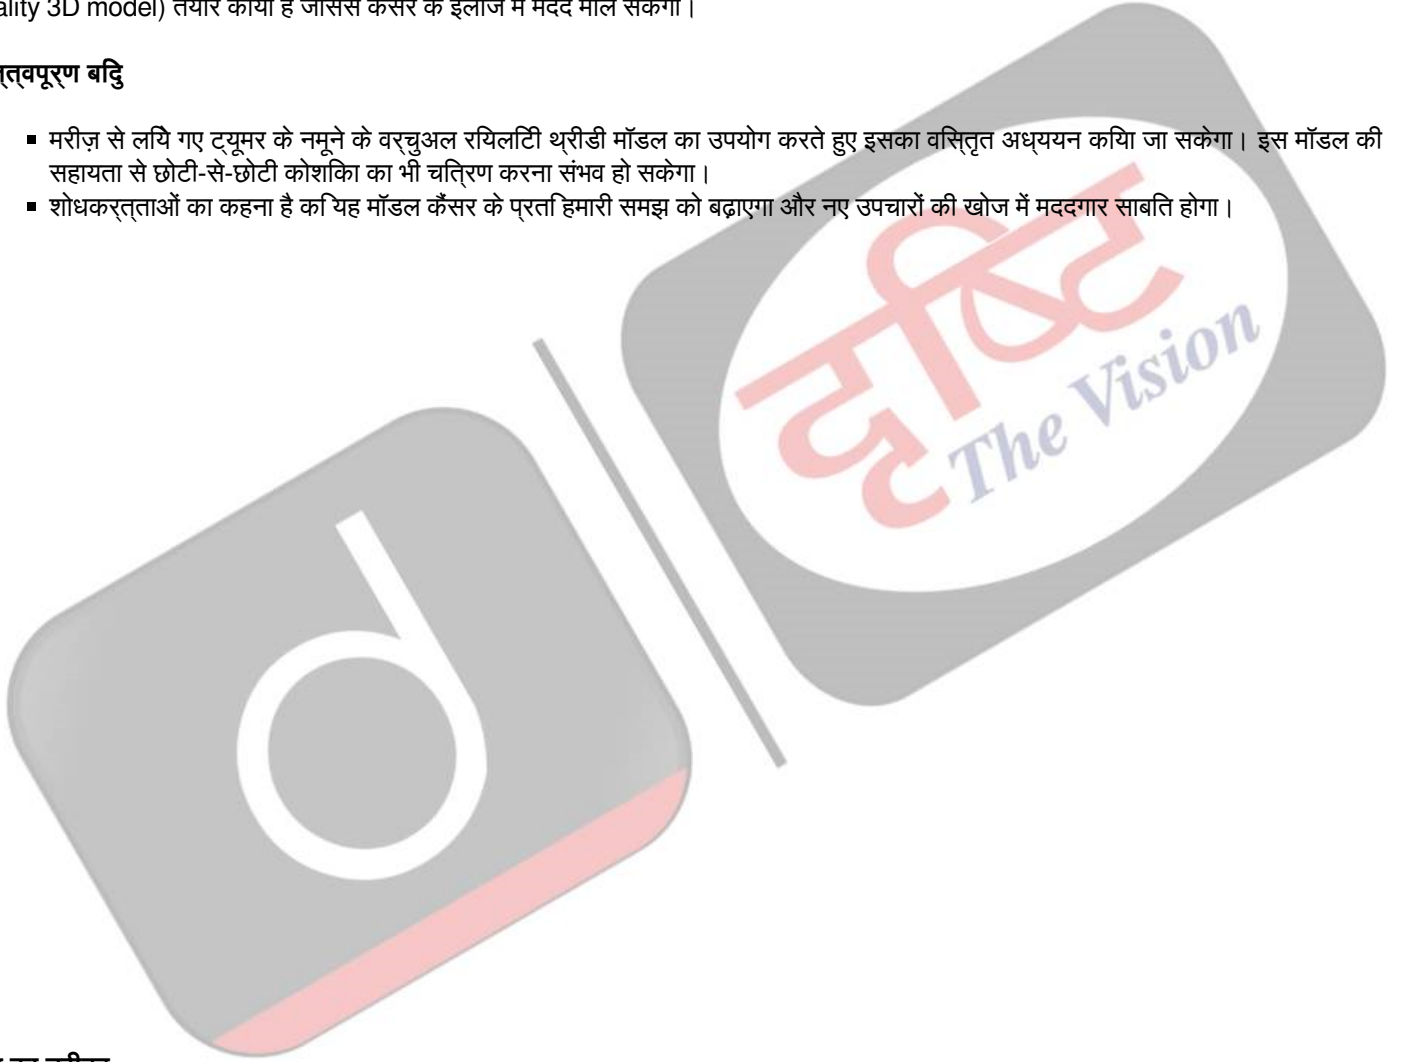 ality 3D model) तैयार किया है जिससे कैंसर के इलाज में मदद मिल सकेगी।
त्त्वपूर्ण बिंदु
मरीज़ से लिये गए ट्यूमर के नमूने के वर्चुअल रियलिटी थ्रीडी मॉडल का उपयोग करते हुए इसका विस्तृत अध्ययन किया जा सकेगा। इस मॉडल की
सहायता से छोटी-से-छोटी कोशिका का भी चित्रण करना संभव हो सकेगा।
शोधकर्त्ताओं का कहना है कि यह मॉडल कैंसर के प्रति हमारी समझ को बढ़ाएगा और नए उपचारों की खोज में मददगार साबित होगा।
दृष्टि
The Vision
d